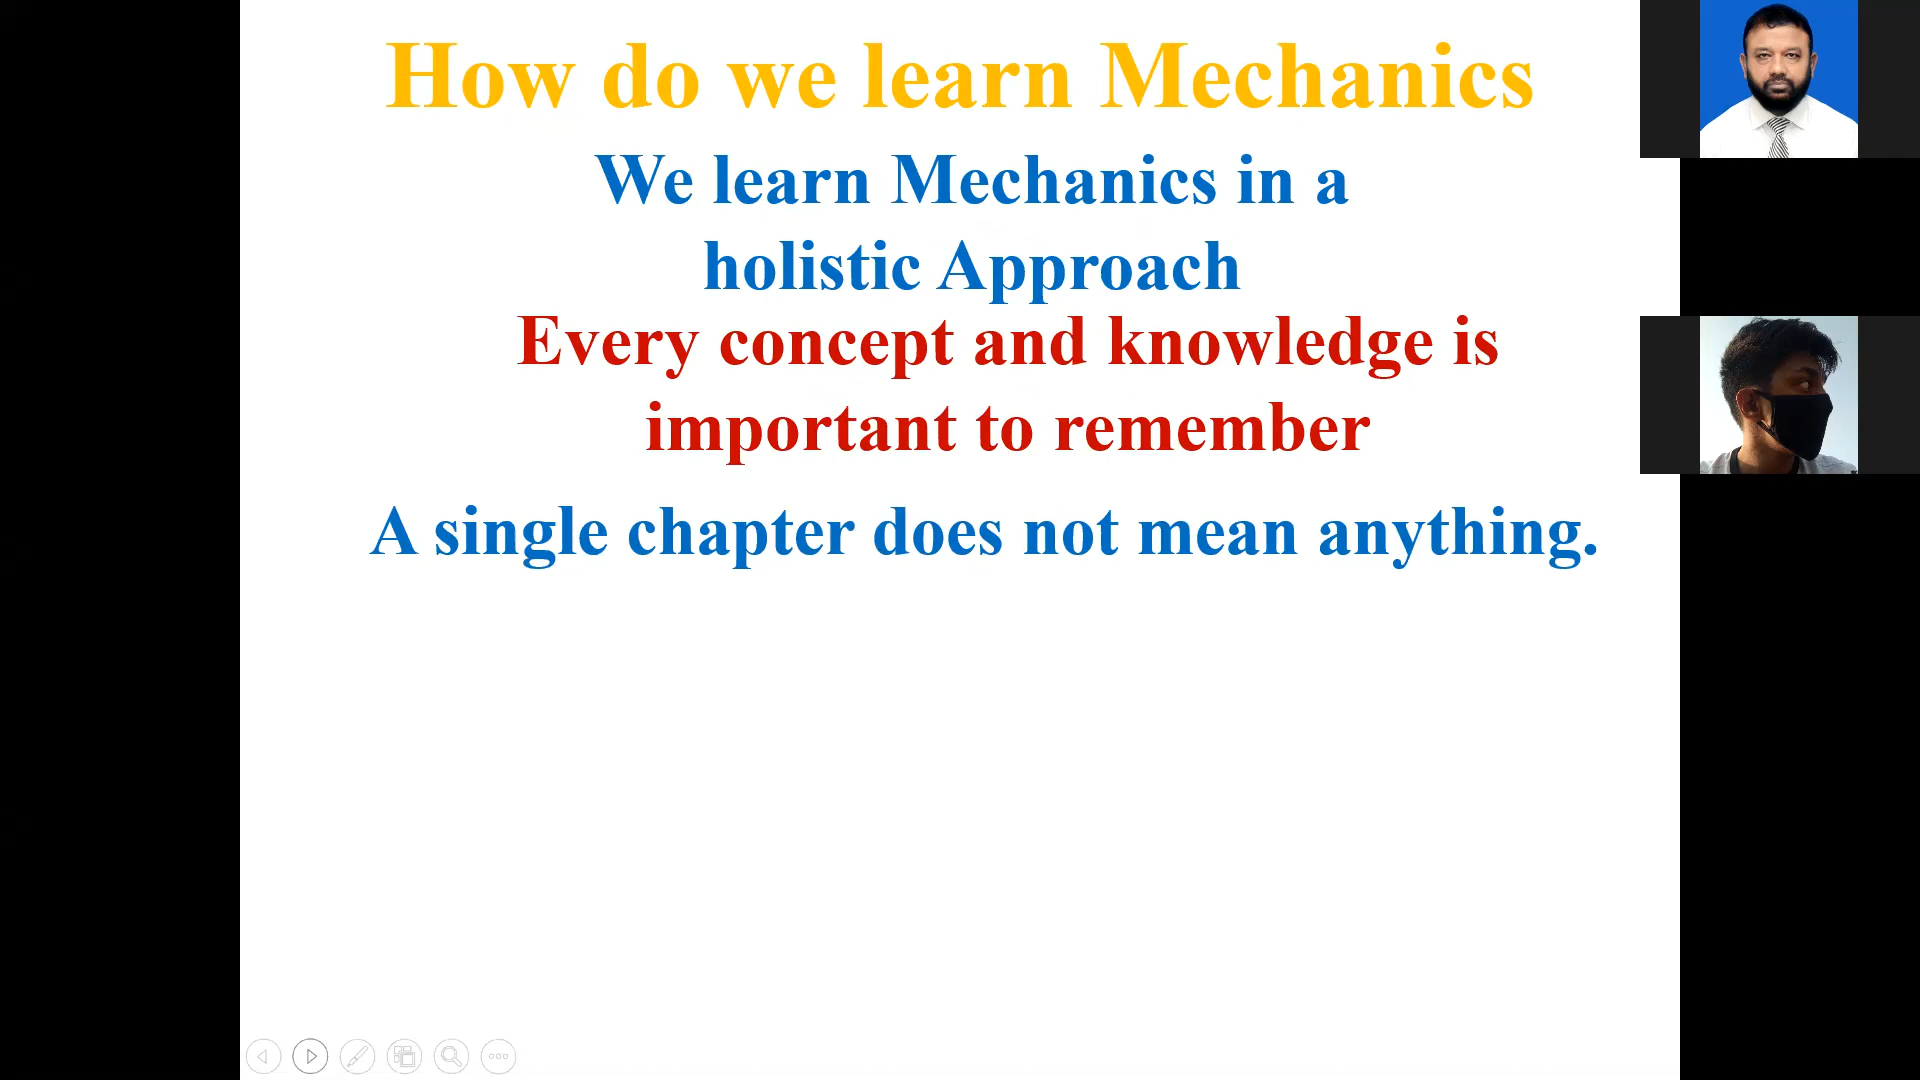 How do we learn Mechanics
We learn Mechanics in a
holistic Approach
Every concept and knowledge is
important to remember
A single chapter does not mean anything.